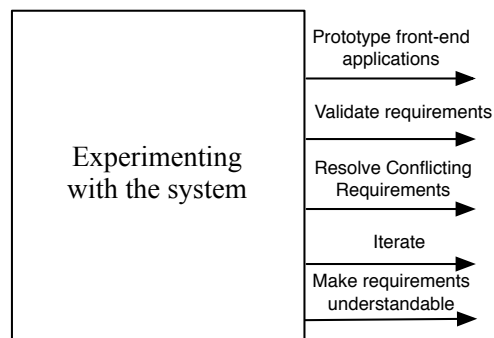 Experimenting
with the system
Prototype front-end
applications
Validate requirements
Resolve Conflicting
Requirements
Iterate
Make requirements
understandable